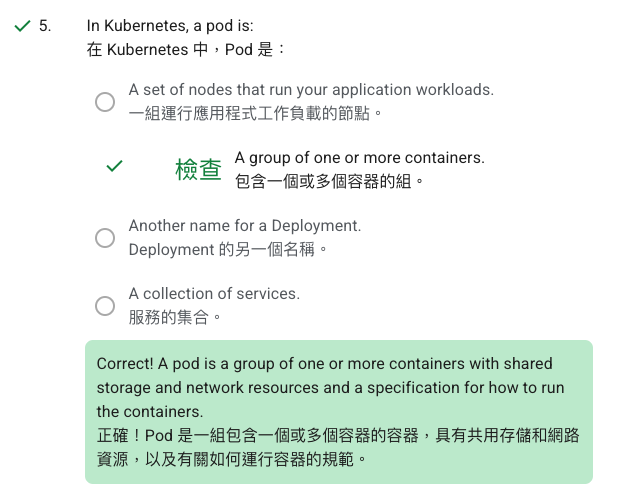 5. In Kubernetes, a pod is:
在 Kubernetes 中，Pod 是：
A set of nodes that run your application workloads.
一組運行應用程式工作負載的節點。
檢查 A group of one or more containers.
包含一個或多個容器的組。
Another name for a Deployment.
Deployment 的另一個名稱。
A collection of services.
服務的集合。
Correct! A pod is a group of one or more containers with shared
storage and network resources and a specification for how to run
the containers.
正確！Pod 是一組包含一個或多個容器的容器，具有共用存儲和網路
資源，以及有關如何運行容器的規範。